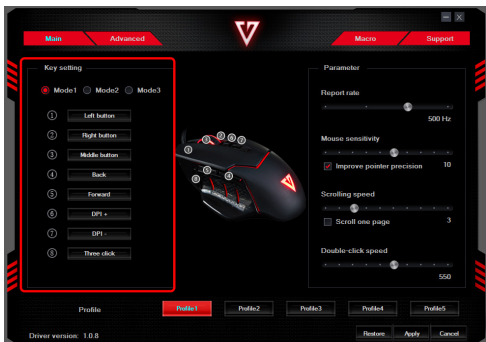 Main
Advanced
Macro
Support
Key setting
Mode1 Mode2 Mode3
1 Left button
2 Right button
3 Middle button
4 Back
5 Forward
6 DPI +
7 DPI -
8 Three click
Parameter
Report rate
500 Hz
Mouse sensitivity
Improve pointer precision 10
Scrolling speed
Scroll one page 3
Double-click speed
550
Profile Profile1 Profile2 Profile3 Profile4 Profile5
Driver version: 1.0.8
Restore Apply Cancel